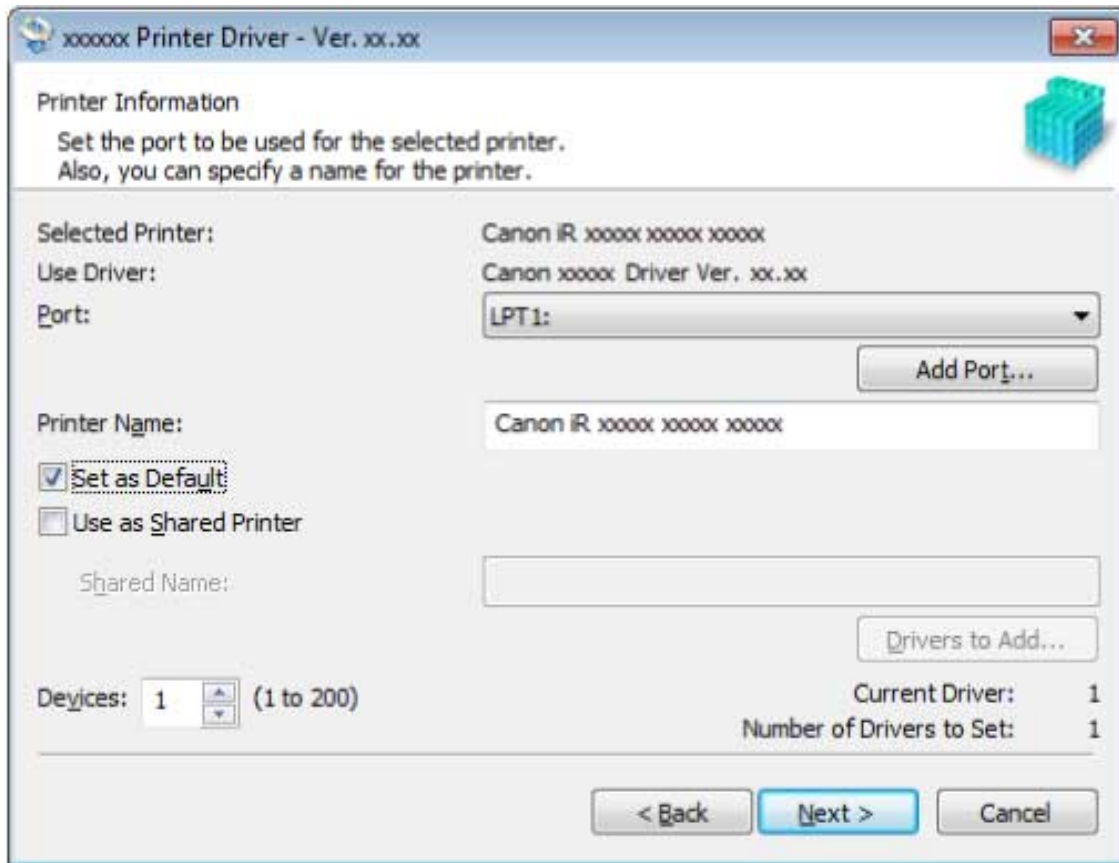 xxxxxx Printer Driver - Ver. xx.xx
Printer Information
Set the port to be used for the selected printer.
Also, you can specify a name for the printer.
Selected Printer: Canon iR xxxxx xxxxx xxxxx
Use Driver: Canon xxxxx Driver Ver. xx.xx
Port: LPT1:
Add Port...
Printer Name: Canon iR xxxxx xxxxx xxxxx
Set as Default
Use as Shared Printer
Shared Name:
Drivers to Add...
Devices: 1 (1 to 200) Current Driver: 1
Number of Drivers to Set: 1
< Back Next > Cancel